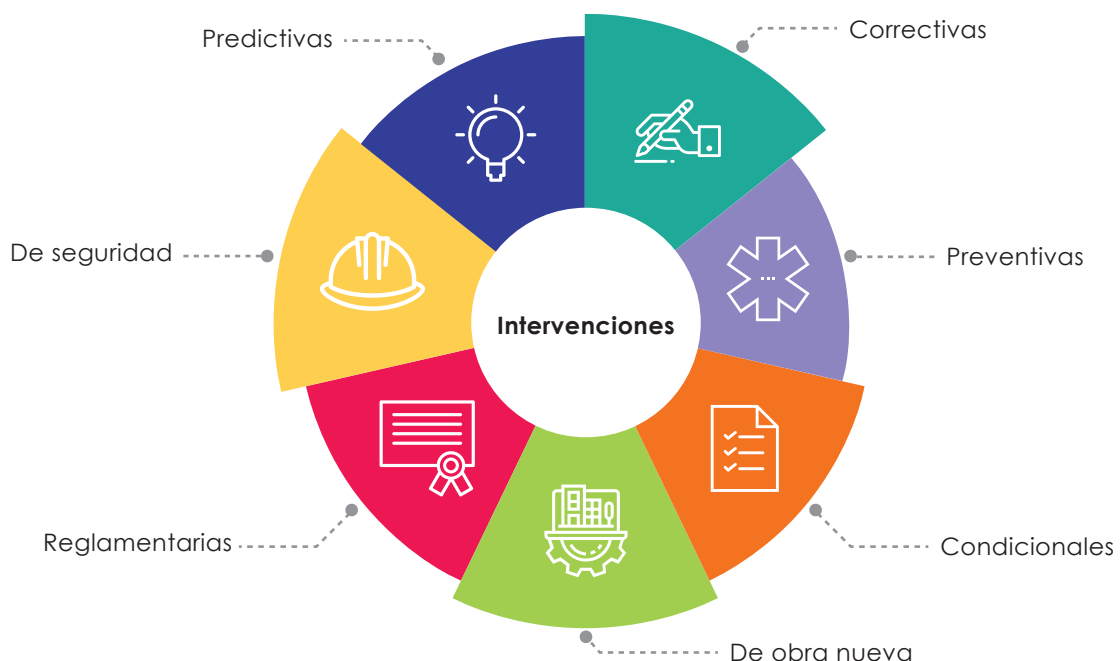 Predictivas
Correctivas
De seguridad
Preventivas
Intervenciones
Reglamentarias
Condicionales
De obra nueva